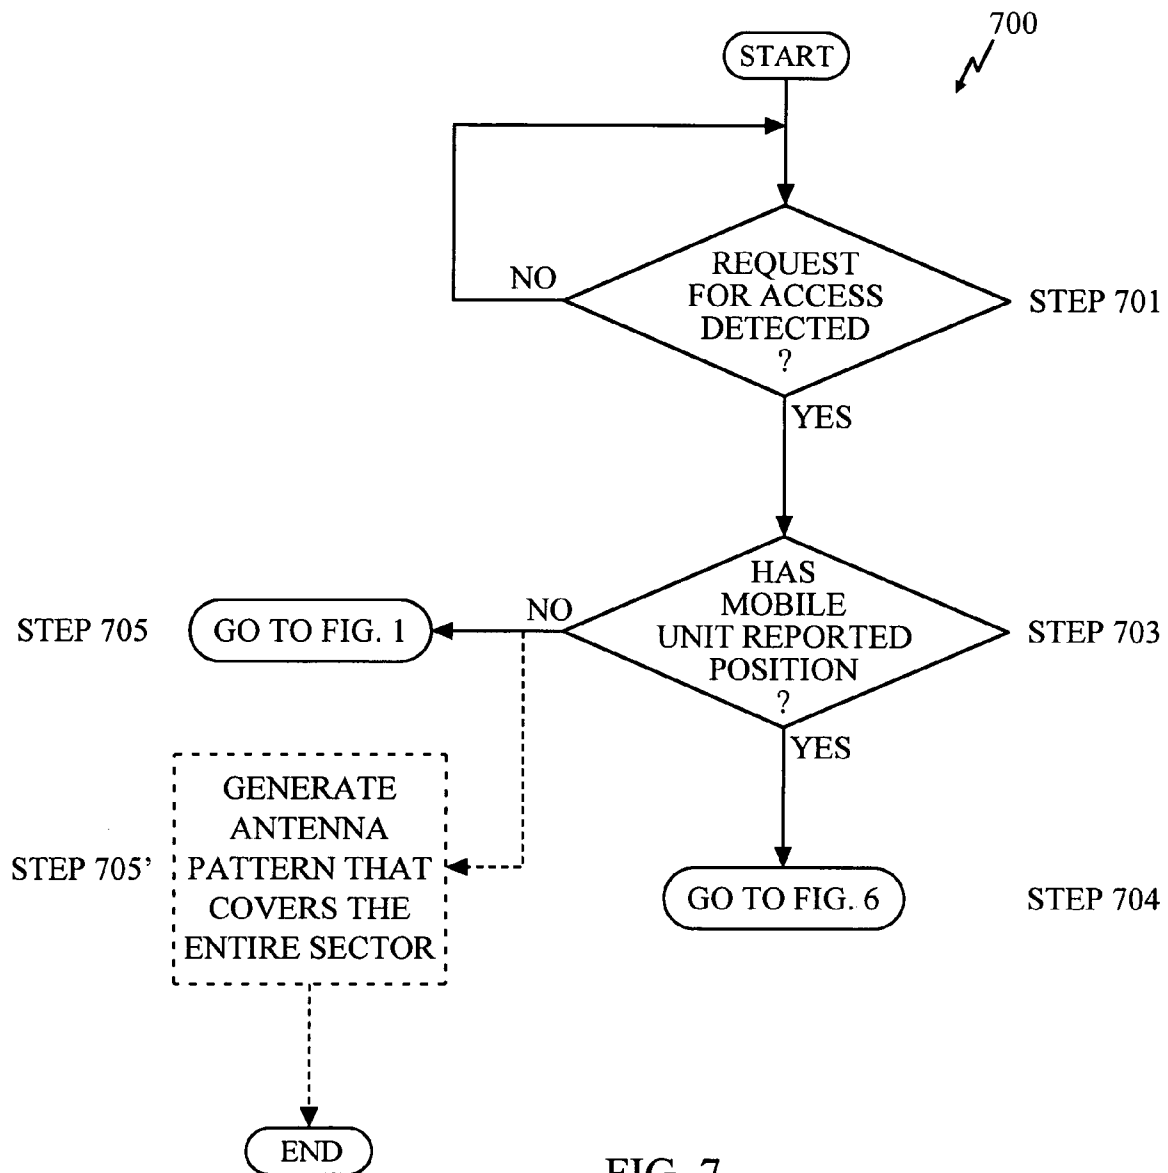 700
START
NO
REQUEST
FOR ACCESS
DETECTED
?
STEP 701
YES
HAS
MOBILE
UNIT REPORTED
POSITION
?
STEP 703
NO
STEP 705
GO TO FIG. 1
YES
GENERATE
ANTENNA
PATTERN THAT
COVERS THE
ENTIRE SECTOR
STEP 705'
GO TO FIG. 6
STEP 704
END
FIG. 7